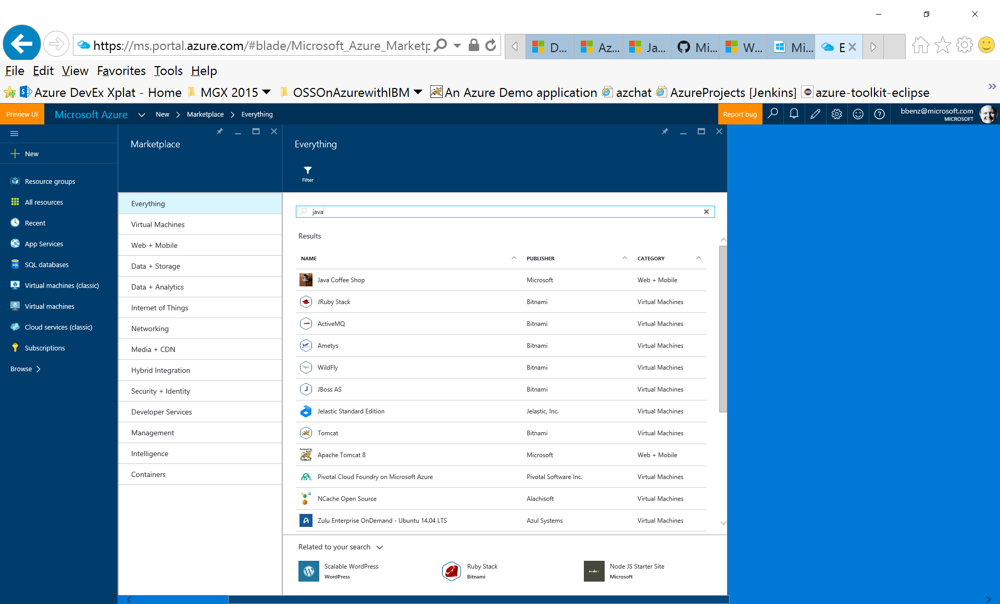 https://ms.portal.azure.com/#blade/Microsoft_Azure_Marketp
D... Az... Ja... Mi... W... Mi... E
File Edit View Favorites Tools Help
Azure DevEx Xplat - Home MGX 2015 OSSOnAzurewithIBM An Azure Demo application azchat AzureProjects [Jenkins] azure-toolkit-eclipse
Preview UI Microsoft Azure New Marketplace Everything Report bug bbenz@microsoft.com
MICROSOFT
New
Resource groups
All resources
Recent
App Services
SQL databases
Virtual machines (classic)
Virtual machines
Cloud services (classic)
Subscriptions
Browse
Marketplace
Everything
Virtual Machines
Web + Mobile
Data + Storage
Data + Analytics
Internet of Things
Networking
Media + CDN
Hybrid Integration
Security + Identity
Developer Services
Management
Intelligence
Containers
Everything
Filter
java
Results
NAME PUBLISHER CATEGORY
Java Coffee Shop Microsoft Web + Mobile
JRuby Stack Bitnami Virtual Machines
ActiveMQ Bitnami Virtual Machines
Ametys Bitnami Virtual Machines
WildFly Bitnami Virtual Machines
JBoss AS Bitnami Virtual Machines
Jelastic Standard Edition Jelastic, Inc. Virtual Machines
Tomcat Bitnami Virtual Machines
Apache Tomcat 8 Microsoft Web + Mobile
Pivotal Cloud Foundry on Microsoft Azure Pivotal Software Inc. Virtual Machines
NCache Open Source Alachisoft Virtual Machines
Zulu Enterprise OnDemand - Ubuntu 14.04 LTS Azul Systems Virtual Machines
Related to your search
Scalable WordPress Ruby Stack Node JS Starter Site
WordPress Bitnami Microsoft